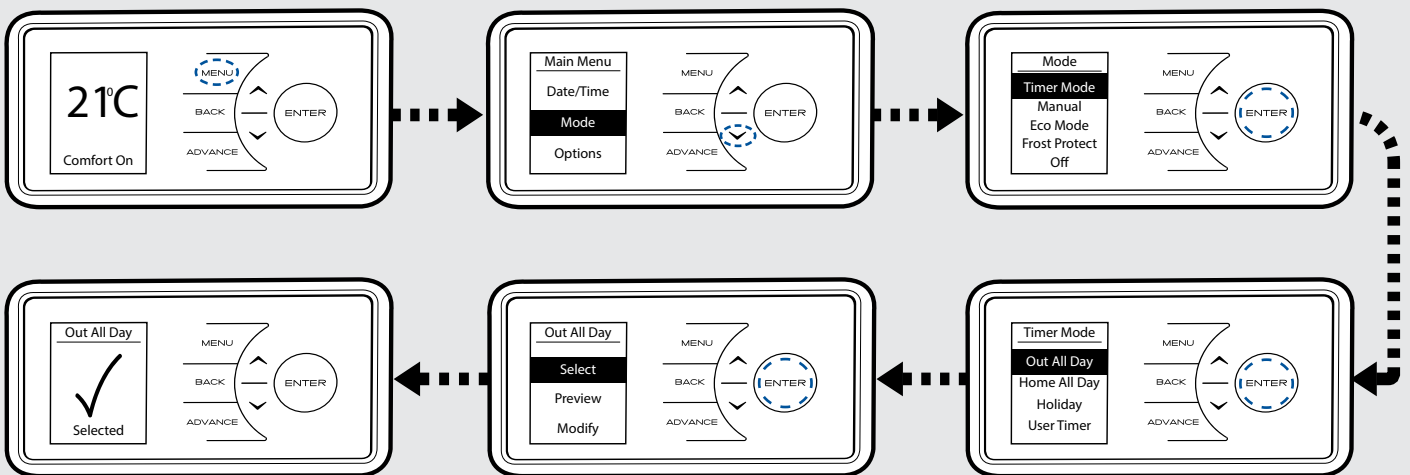 21°C
Comfort On
MENU
BACK
ADVANCE
ENTER
Main Menu
Date/Time
Mode
Options
MENU
BACK
ADVANCE
ENTER
Mode
Timer Mode
Manual
Eco Mode
Frost Protect
Off
MENU
BACK
ADVANCE
ENTER
Timer Mode
Out All Day
Home All Day
Holiday
User Timer
MENU
BACK
ADVANCE
ENTER
Out All Day
Select
Preview
Modify
MENU
BACK
ADVANCE
ENTER
Out All Day
Selected
MENU
BACK
ADVANCE
ENTER